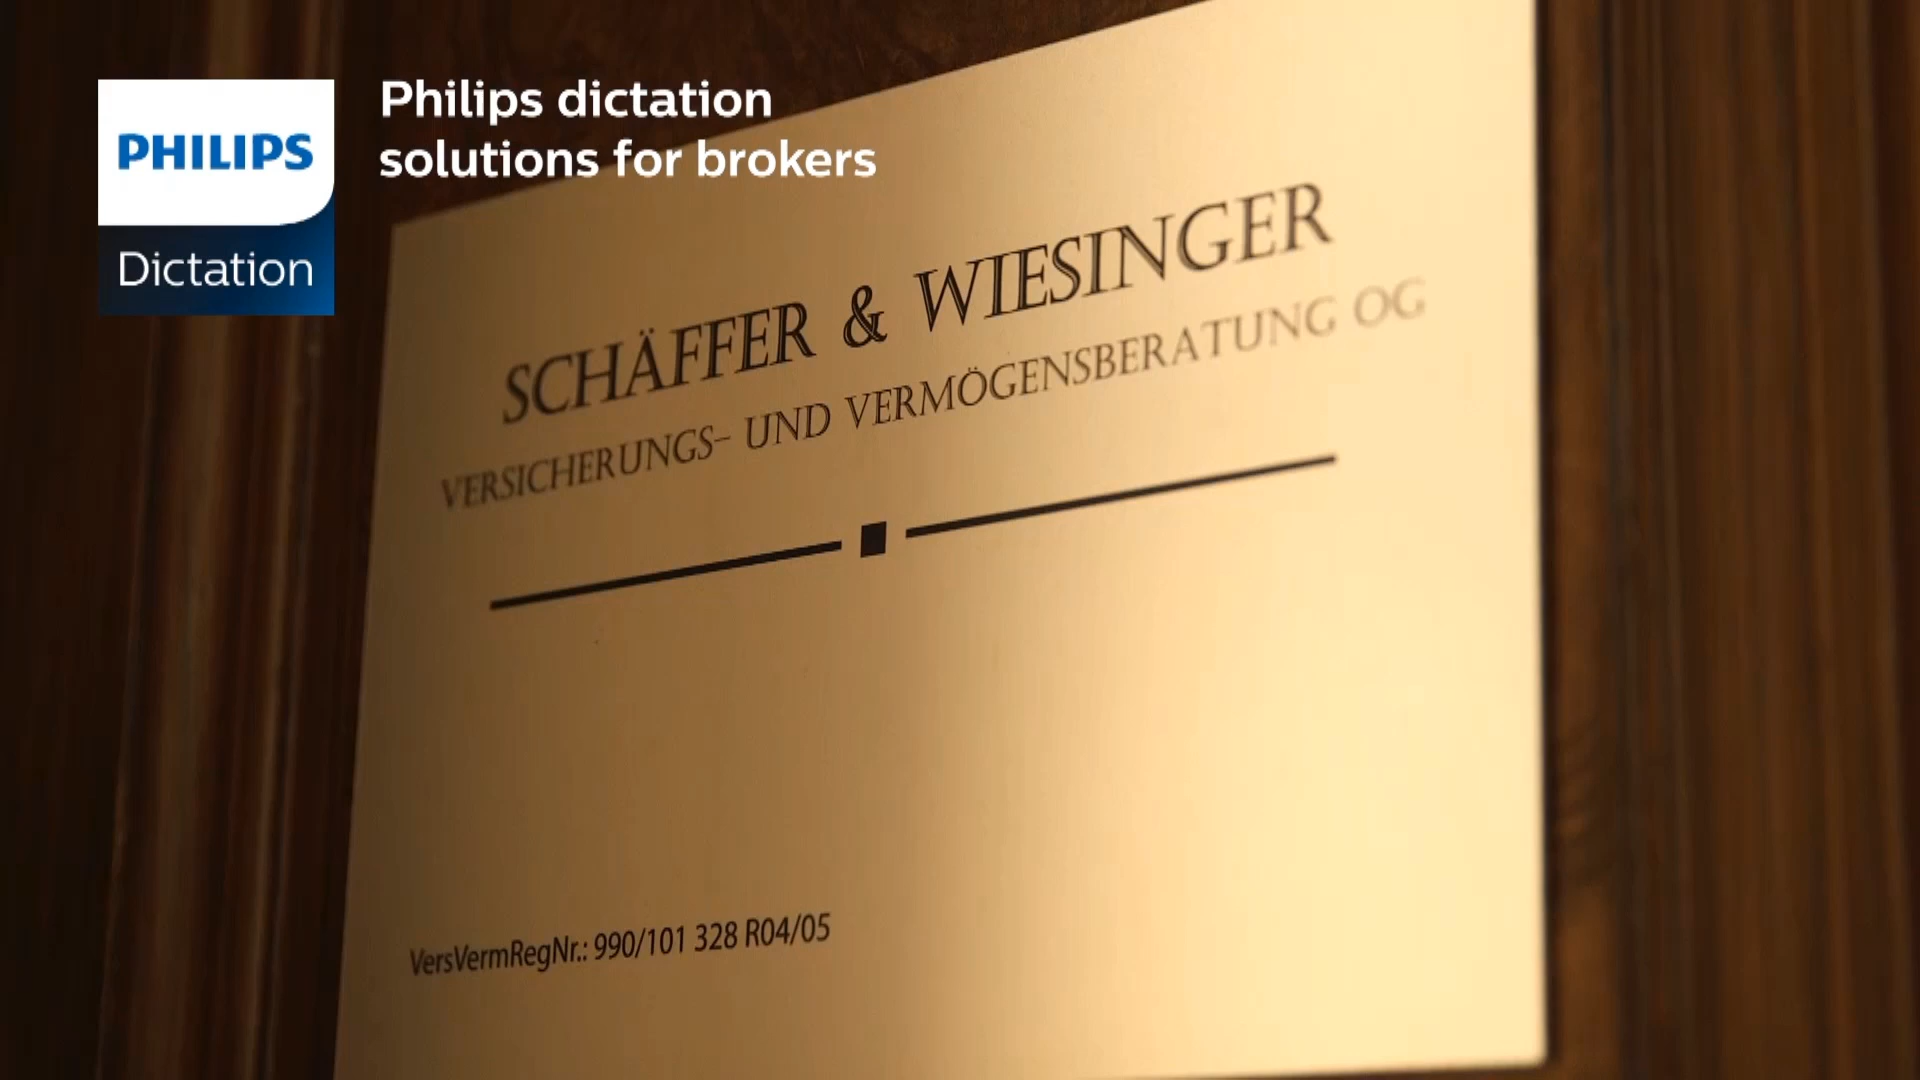 PHILIPS
Dictation
Philips dictation
solutions for brokers
SCHÄFFER & WIESINGER
VERSICHERUNGS- UND VERMÖGENSBERATUNG OG
VersVermRegNr.: 990/101 328 R04/05